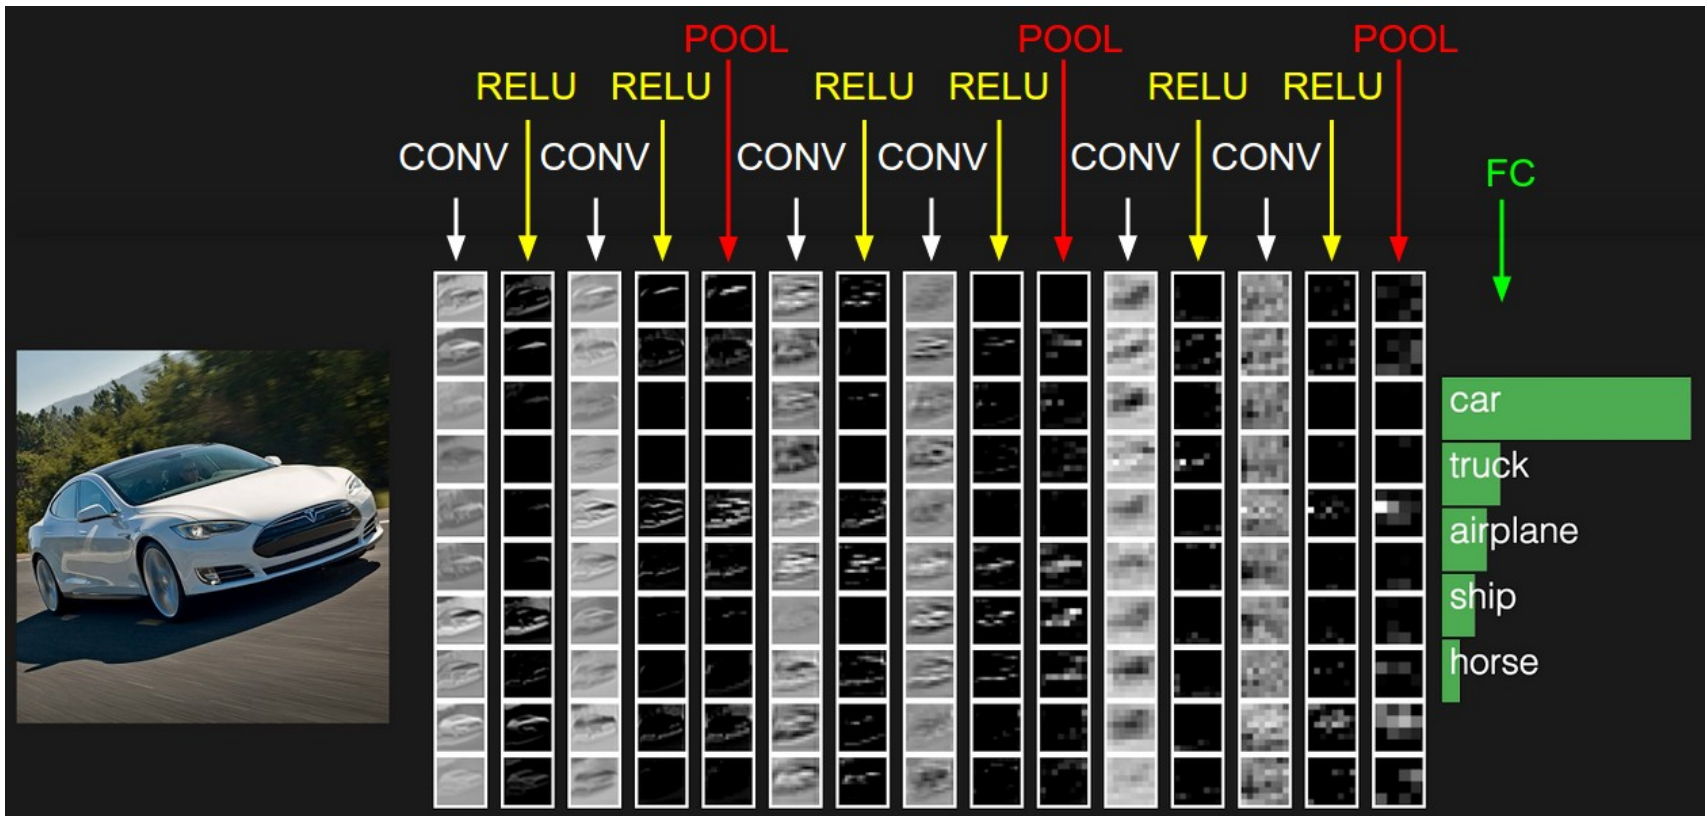 POOL POOL POOL
RELU RELU RELU RELU RELU RELU
CONV CONV CONV CONV CONV CONV
FC
car
truck
airplane
ship
horse